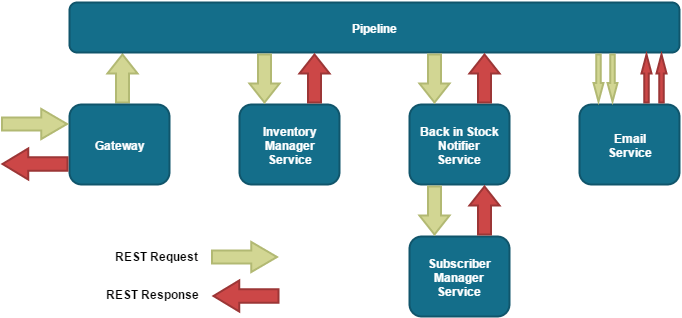 Pipeline
Gateway
Inventory
Manager
Service
Back in Stock
Notifier
Service
Email
Service
Subscriber
Manager
Service
REST Request
REST Response